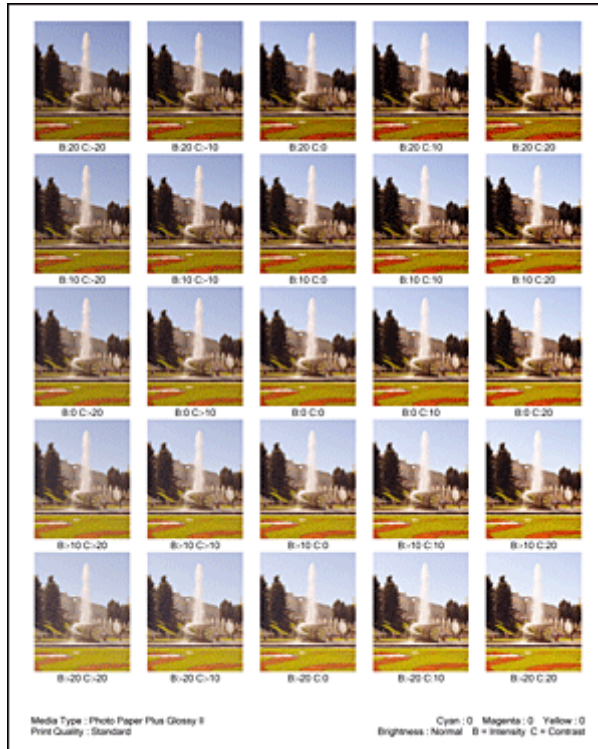 B:20 C:-20 B:20 C:-10 B:20 C:0 B:20 C:10 B:20 C:20
B:10 C:-20 B:10 C:-10 B:10 C:0 B:10 C:10 B:10 C:20
B:0 C:-20 B:0 C:-10 B:0 C:0 B:0 C:10 B:0 C:20
B:-10 C:-20 B:-10 C:-10 B:-10 C:0 B:-10 C:10 B:-10 C:20
B:-20 C:-20 B:-20 C:-10 B:-20 C:0 B:-20 C:10 B:-20 C:20
Media Type : Photo Paper Plus Glossy II Cyan : 0 Magenta : 0 Yellow : 0
Print Quality : Standard Brightness : Normal B = Intensity C = Contrast